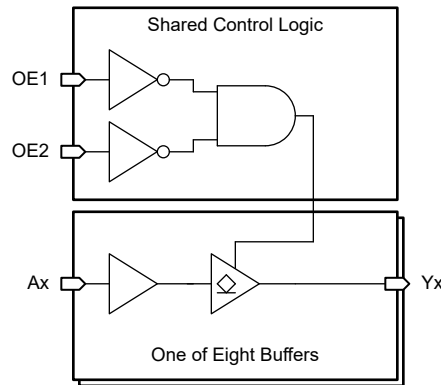 Shared Control Logic
OE1
OE2
Ax
Yx
One of Eight Buffers